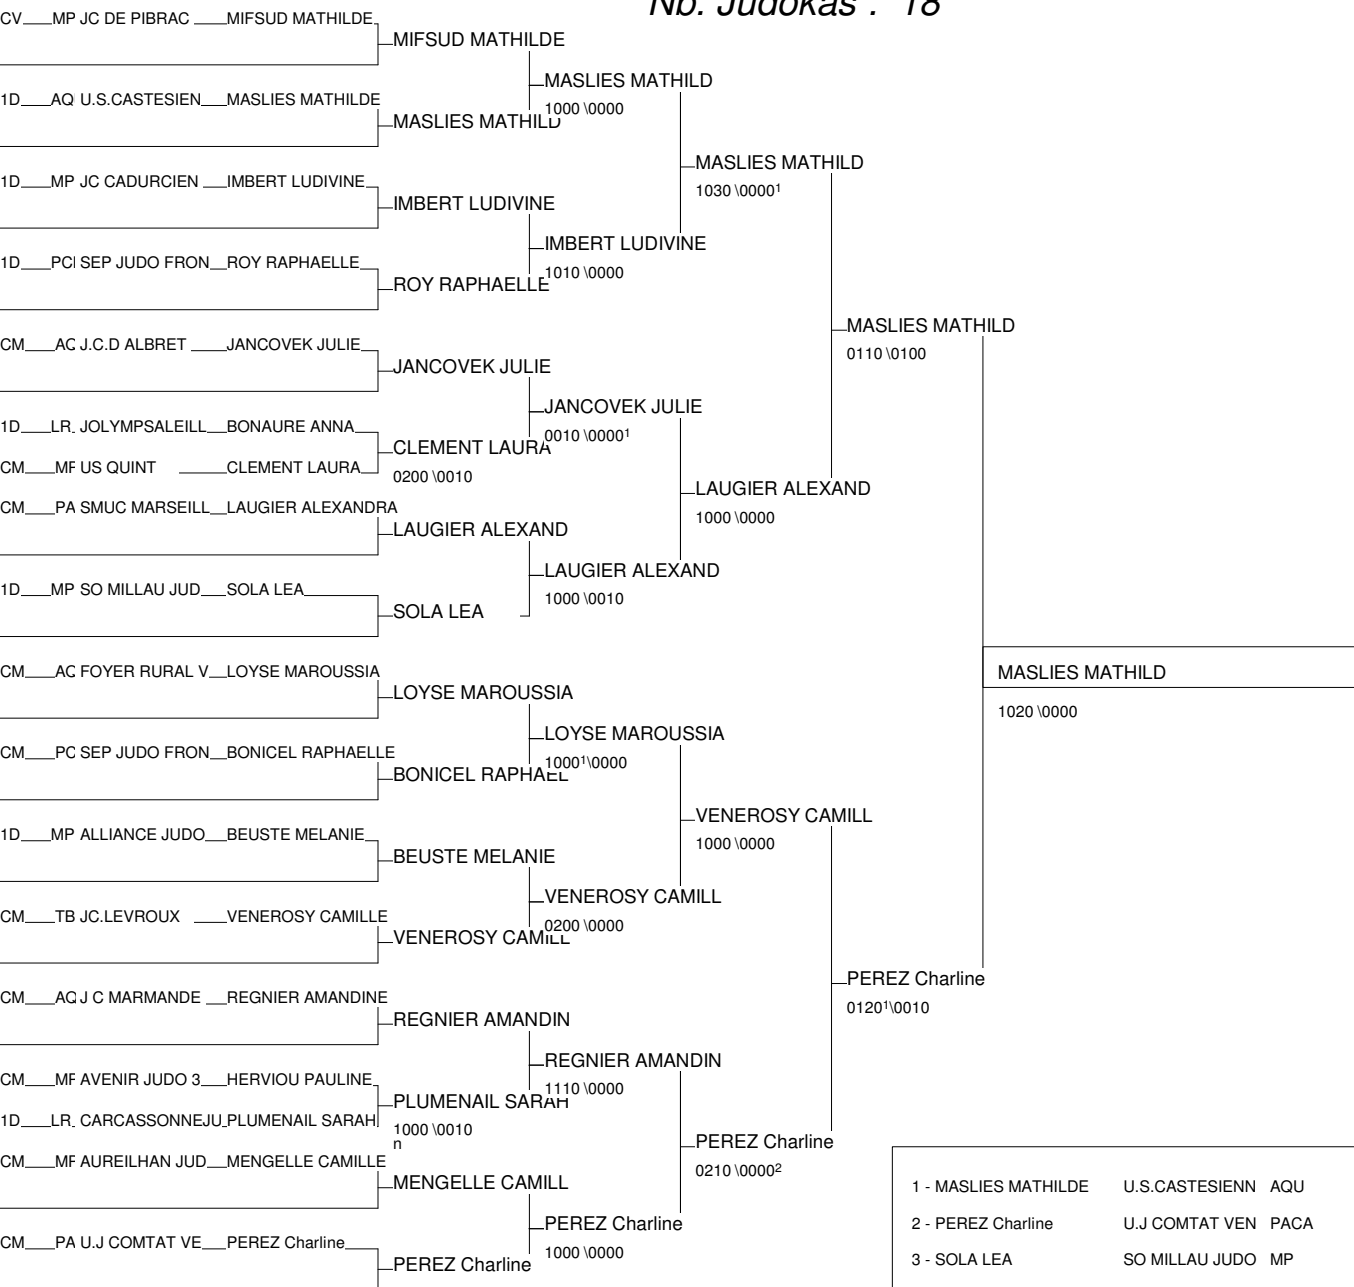 Nb. Judokas : 18
CV MP JC DE PIBRAC MIFSUD MATHILDE
MIFSUD MATHILDE
MASLIES MATHILD
1000 \0000
1D AQ U.S.CASTESIEN MASLIES MATHILDE
MASLIES MATHILD
MASLIES MATHILD
1030 \0000¹
1D MP JC CADURCIEN IMBERT LUDIVINE
IMBERT LUDIVINE
IMBERT LUDIVINE
1010 \0000
1D PC SEP JUDO FRON ROY RAPHAELLE
ROY RAPHAELLE
MASLIES MATHILD
0110 \0100
CM AQ J.C.D ALBRET JANCOVEK JULIE
JANCOVEK JULIE
JANCOVEK JULIE
0010 \0000¹
1D LR JOLYMPSALEILL BONAURE ANNA
CLEMENT LAURA
0200 \0010
CM MP US QUINT CLEMENT LAURA
LAUGIER ALEXAND
1000 \0000
CM PA SMUC MARSEILL LAUGIER ALEXANDRA
LAUGIER ALEXAND
LAUGIER ALEXAND
1000 \0010
1D MP SO MILLAU JUD SOLA LEA
SOLA LEA
MASLIES MATHILD
1020 \0000
CM AQ FOYER RURAL V LOYSE MAROUSSIA
LOYSE MAROUSSIA
LOYSE MAROUSSIA
1000¹\0000
CM PC SEP JUDO FRON BONICEL RAPHAELLE
BONICEL RAPHAEL
VENEROSY CAMILL
1000 \0000
1D MP ALLIANCE JUDO BEUSTE MELANIE
BEUSTE MELANIE
VENEROSY CAMILL
0200 \0000
CM TB JC.LEVROUX VENEROSY CAMILLE
VENEROSY CAMILL
PEREZ Charline
0120¹\0010
CM AQ J C MARMANDE REGNIER AMANDINE
REGNIER AMANDIN
REGNIER AMANDIN
1110 \0000
CM MP AVENIR JUDO 3 HERVIOU PAULINE
PLUMENAIL SARAH
1000 \0010
n
1D LR CARCASSONNEJU PLUMENAIL SARAH
PEREZ Charline
0210 \0000²
CM MP AUREILHAN JUD MENGELLE CAMILLE
MENGELLE CAMILL
PEREZ Charline
1000 \0000
CM PA U.J COMTAT VE PEREZ Charline
PEREZ Charline
1 - MASLIES MATHILDE U.S.CASTESIENN AQU
2 - PEREZ Charline U.J COMTAT VEN PACA
3 - SOLA LEA SO MILLAU JUDO MP